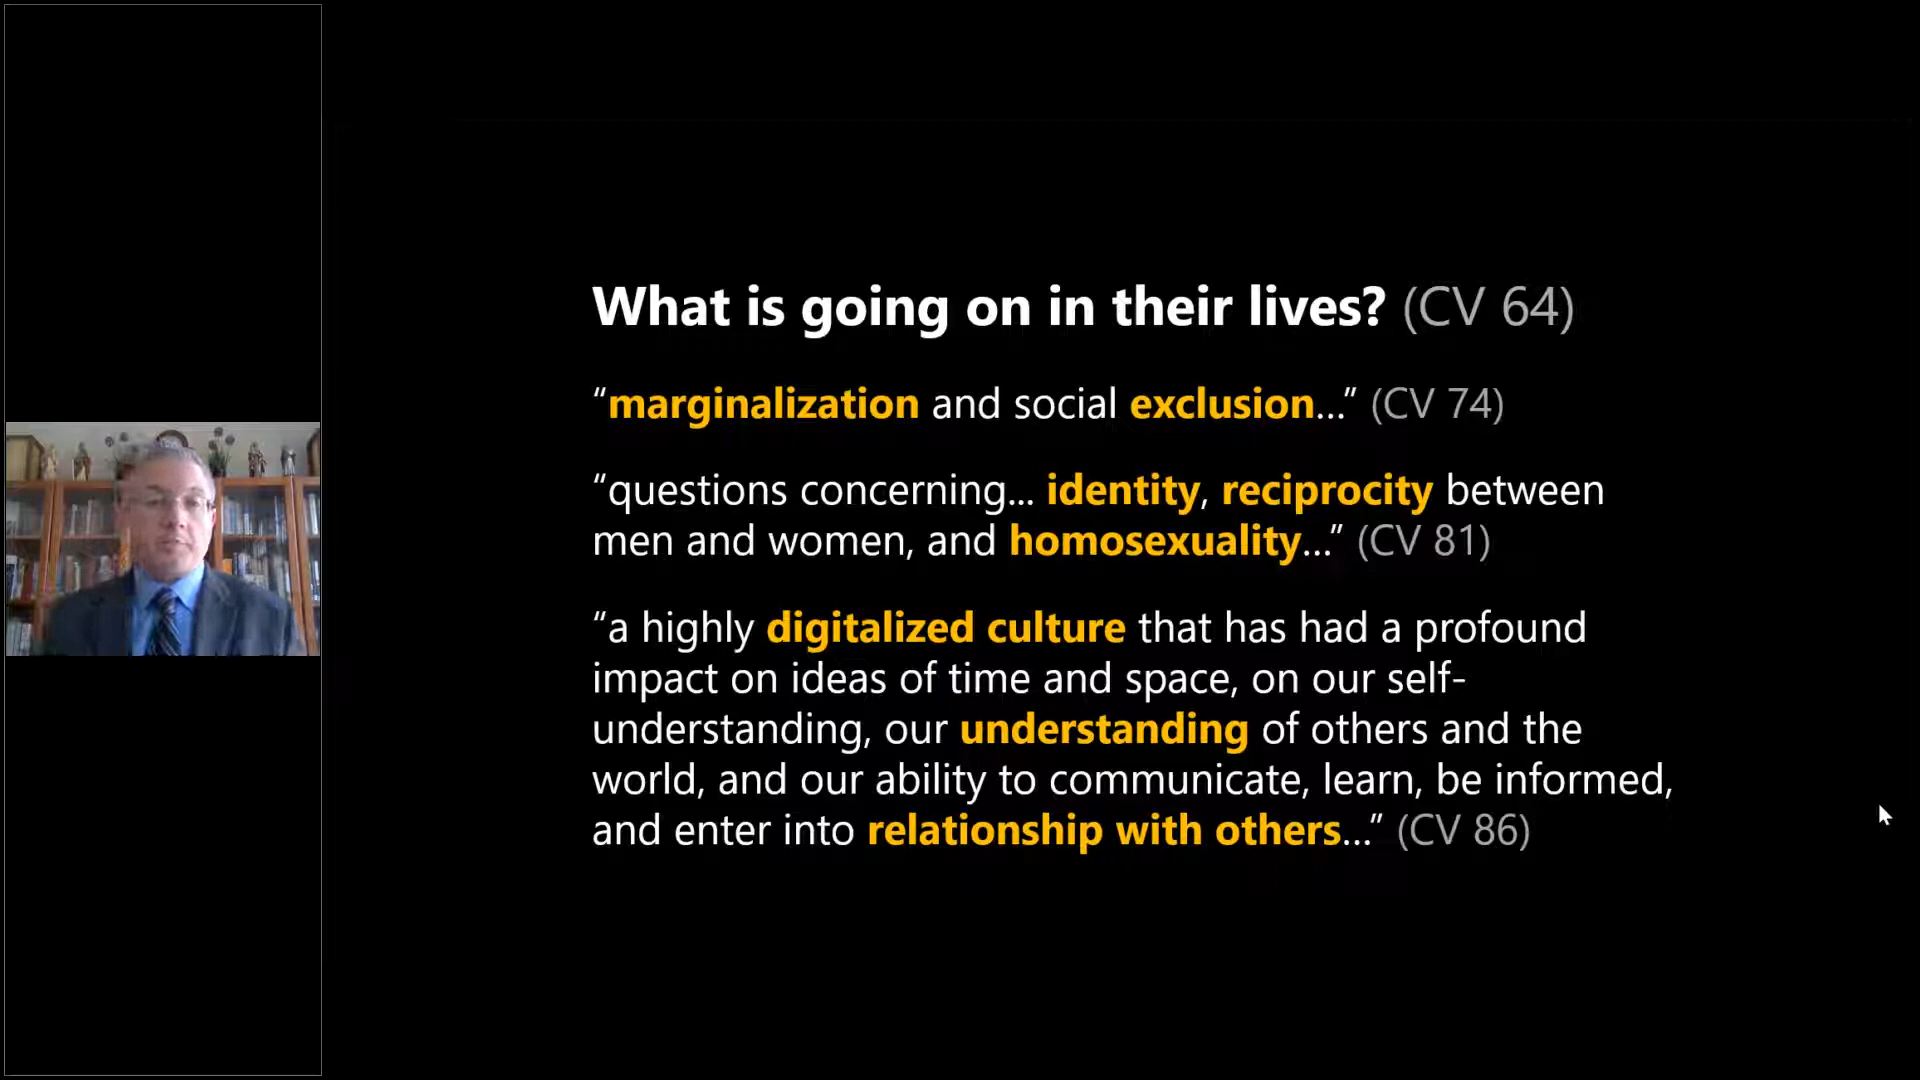 What is going on in their lives? (CV 64)
“marginalization and social exclusion...” (CV 74)
“questions concerning... identity, reciprocity between
men and women, and homosexuality...” (CV 81)
“a highly digitalized culture that has had a profound
impact on ideas of time and space, on our self-
understanding, our understanding of others and the
world, and our ability to communicate, learn, be informed,
and enter into relationship with others...” (CV 86)